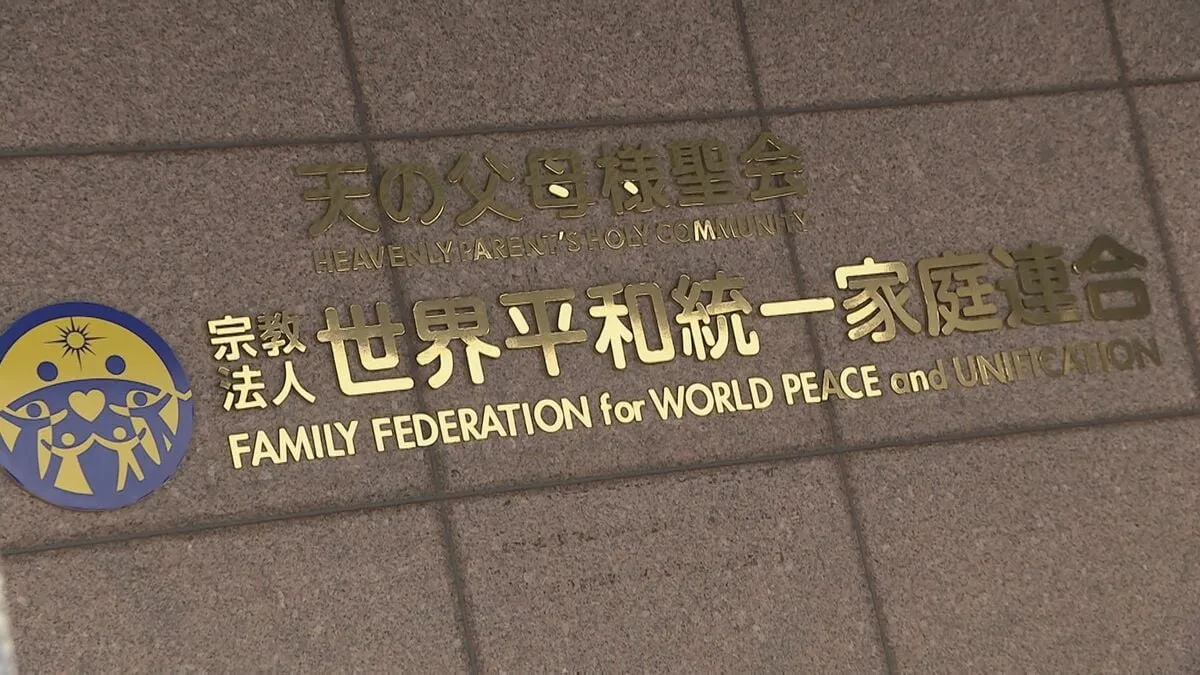 天の父母様聖会
HEAVENLY PARENT'S HOLY COMMUNITY
宗教法人
世界平和統一家庭連合
FAMILY FEDERATION for WORLD PEACE and UNIFICATION